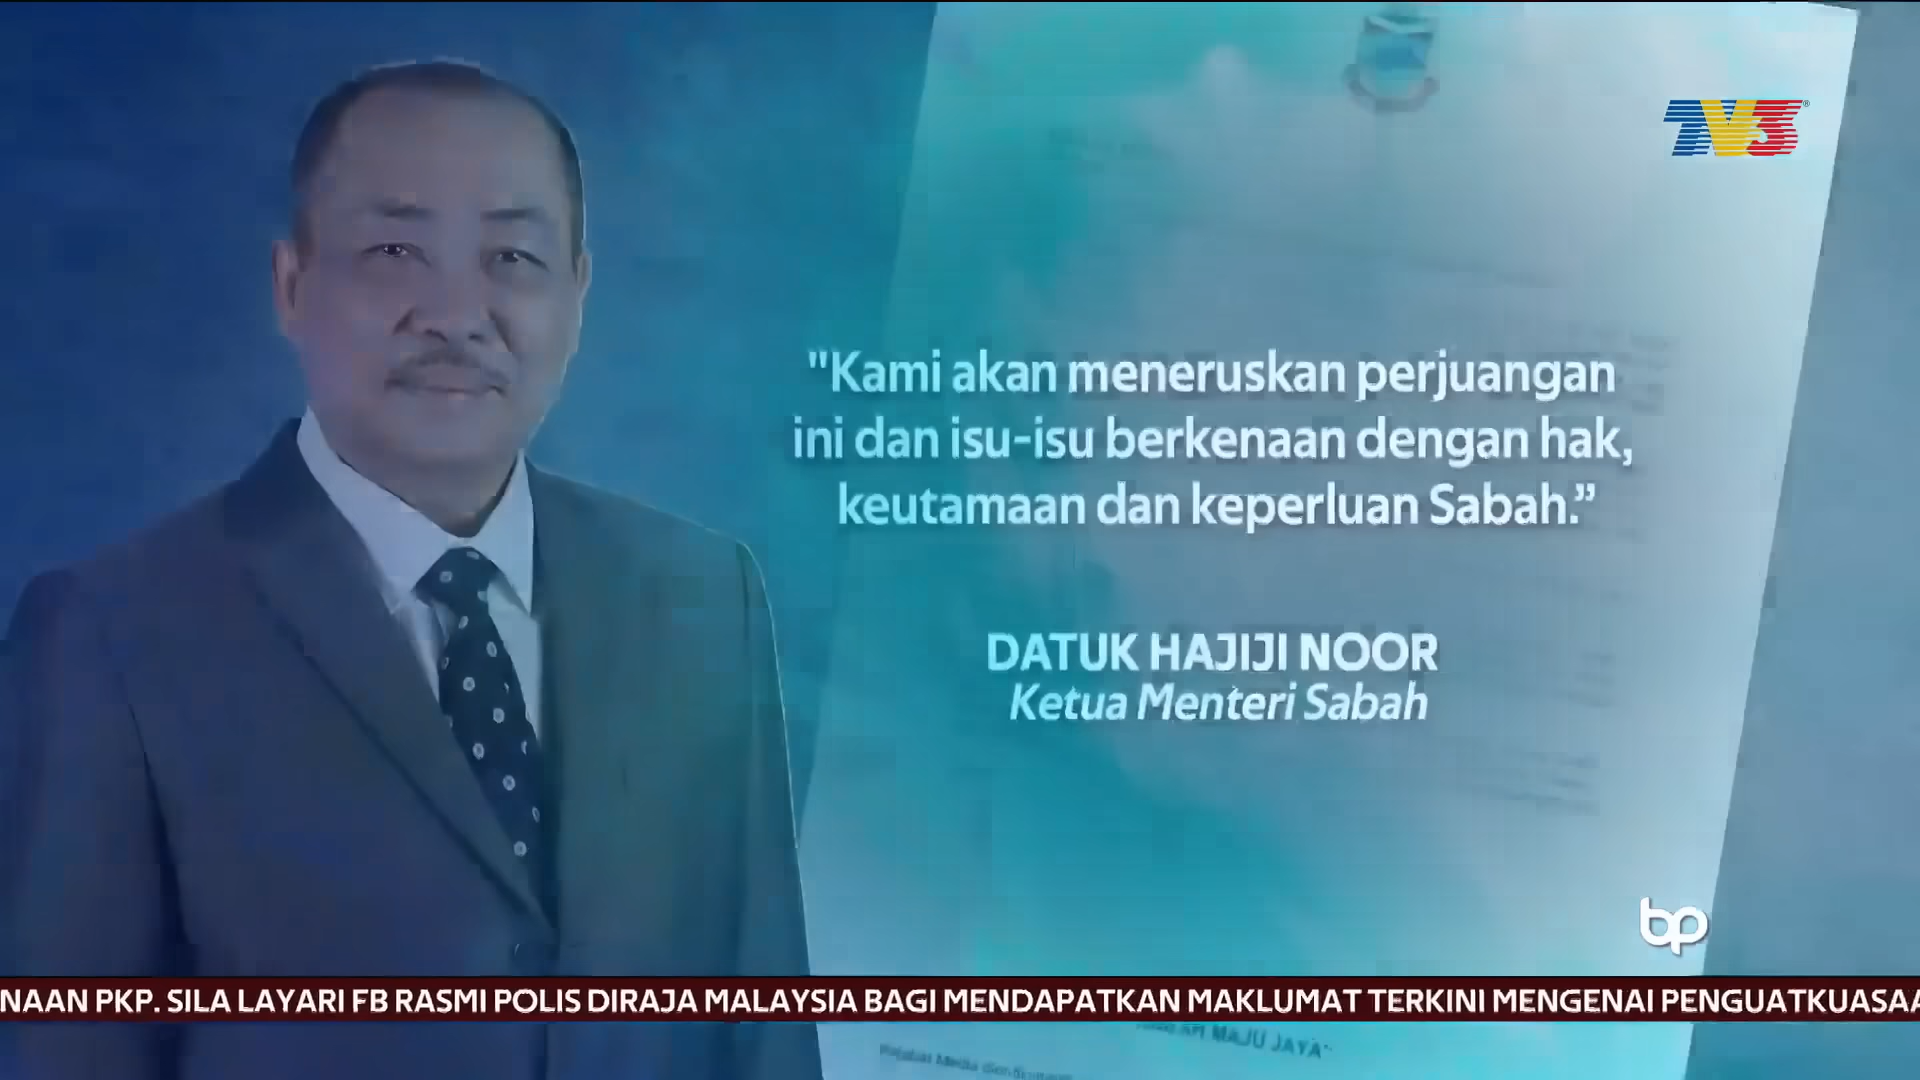 TV3
"Kami akan meneruskan perjuangan
ini dan isu-isu berkenaan dengan hak,
keutamaan dan keperluan Sabah.”
DATUK HAJIJI NOOR
Ketua Menteri Sabah
bp
NAAN PKP. SILA LAYARI FB RASMI POLIS DIRAJA MALAYSIA BAGI MENDAPATKAN MAKLUMAT TERKINI MENGENAI PENGUATKUASAA
MAJU JAYA"